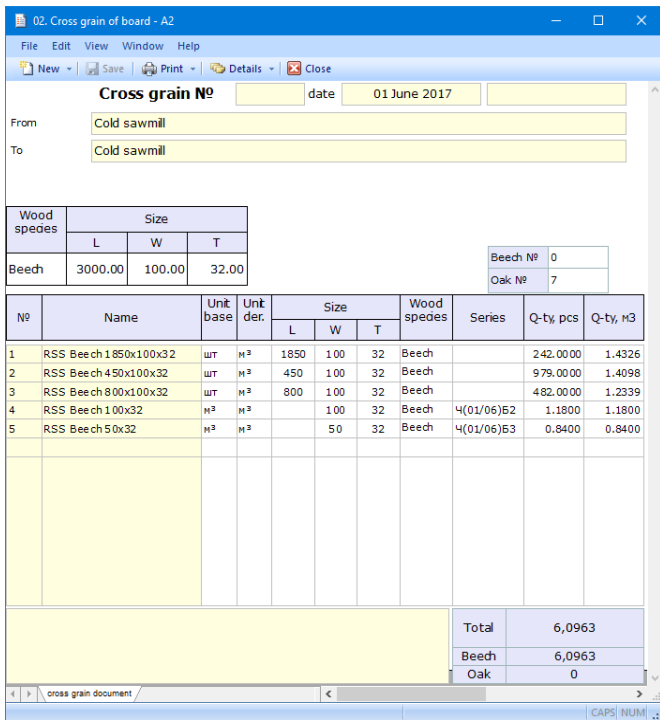 02. Cross grain of board - A2
File Edit View Window Help
New Save Print Details Close
Cross grain № date 01 June 2017
From Cold sawmill
To Cold sawmill
Wood species Size
L W T
Beech 3000.00 100.00 32.00
Beech № 0
Oak № 7
№ Name Unit base Unit der. Size Wood species Series Q-ty, pcs Q-ty, м3
L W T
1 RSS Beech 1850x100x32 шт м³ 1850 100 32 Beech 242.0000 1.4326
2 RSS Beech 450x100x32 шт м³ 450 100 32 Beech 979.0000 1.4098
3 RSS Beech 800x100x32 шт м³ 800 100 32 Beech 482.0000 1.2339
4 RSS Beech 100x32 м³ м³ 100 32 Beech Ч(01/06)Б2 1.1800 1.1800
5 RSS Beech 50x32 м³ м³ 50 32 Beech Ч(01/06)Б3 0.8400 0.8400
Total 6,0963
Beech 6,0963
Oak 0
cross grain document
CAPS NUM